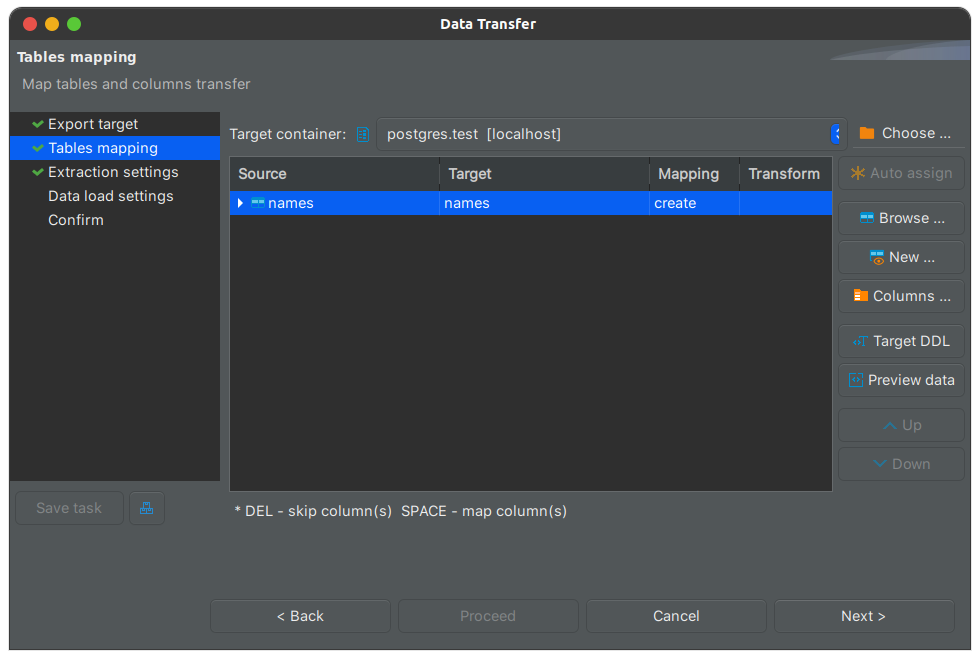 Data Transfer
Tables mapping
Map tables and columns transfer
Export target
Tables mapping
Extraction settings
Data load settings
Confirm
Target container: postgres.test [localhost] Choose ...
Source Target Mapping Transform
names names create
Auto assign
Browse ...
New ...
Columns ...
Target DDL
Preview data
Up
Down
Save task
* DEL - skip column(s) SPACE - map column(s)
< Back Proceed Cancel Next >